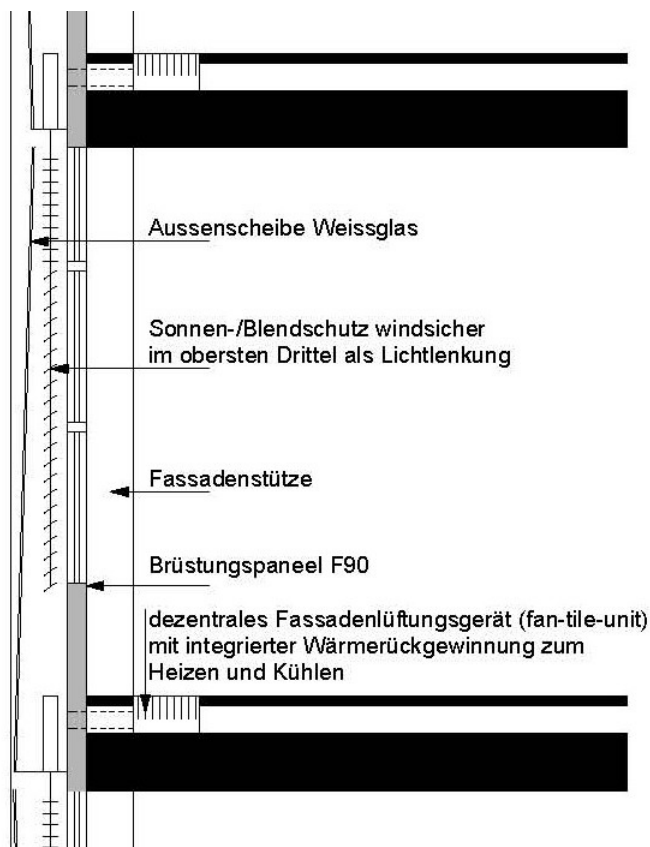 Aussenscheibe Weissglas
Sonnen-/Blendschutz windsicher
im obersten Drittel als Lichtlenkung
Fassadenstütze
Brüstungspaneel F90
dezentrales Fassadenlüftungsgerät (fan-tile-unit)
mit integrierter Wärmerückgewinnung zum
Heizen und Kühlen